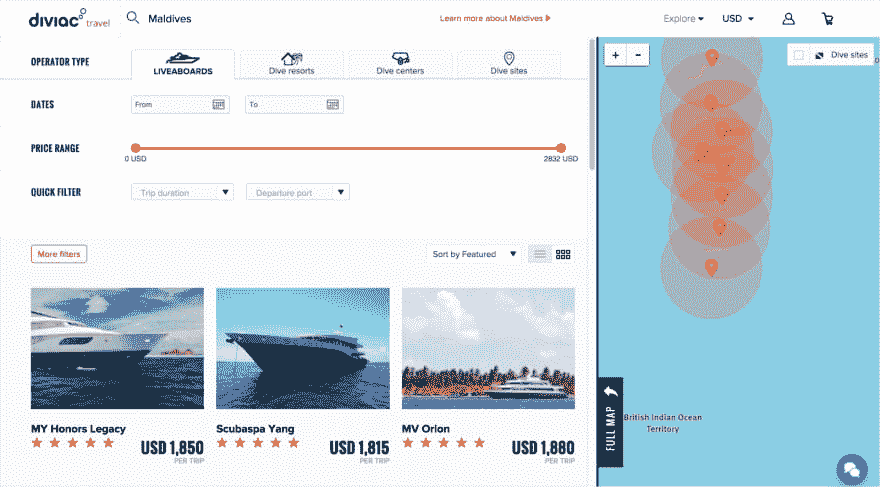 diviac travel
Maldives
Learn more about Maldives
Explore
USD
OPERATOR TYPE
LIVEABOARDS
Dive resorts
Dive centers
Dive sites
DATES
From
To
PRICE RANGE
0 USD
2832 USD
QUICK FILTER
Trip duration
Departure port
More filters
Sort by Featured
MY Honors Legacy
USD 1,850
PER TRIP
Scubaspa Yang
USD 1,815
PER TRIP
MV Orion
USD 1,880
PER TRIP
+
-
Dive sites
FULL MAP
British Indian Ocean
Territory